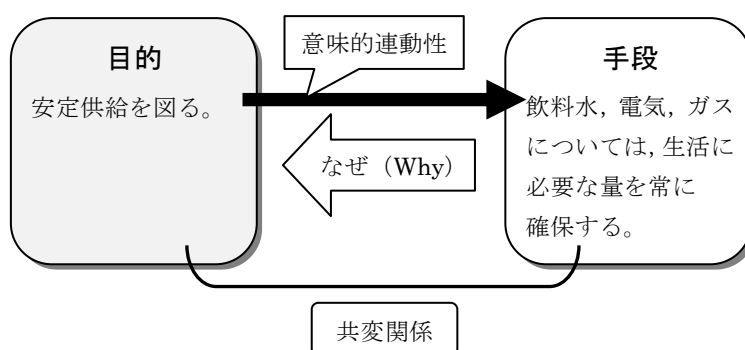 意味的連動性
目的
安定供給を図る。
手段
飲料水, 電気, ガス
については, 生活に
必要な量を常に
確保する。
なぜ（Why）
共変関係